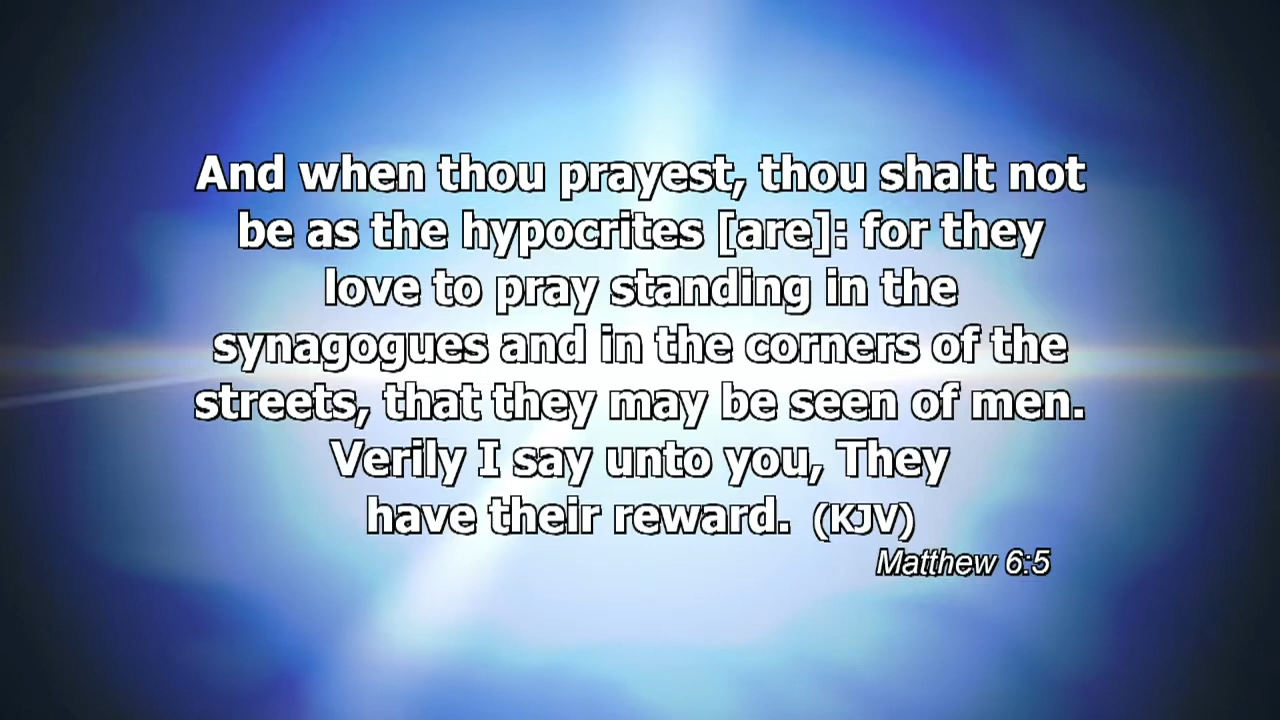 And when thou prayest, thou shalt not
be as the hypocrites [are]: for they
love to pray standing in the
synagogues and in the corners of the
streets, that they may be seen of men.
Verily I say unto you, They
have their reward. (KJV)
Matthew 6:5